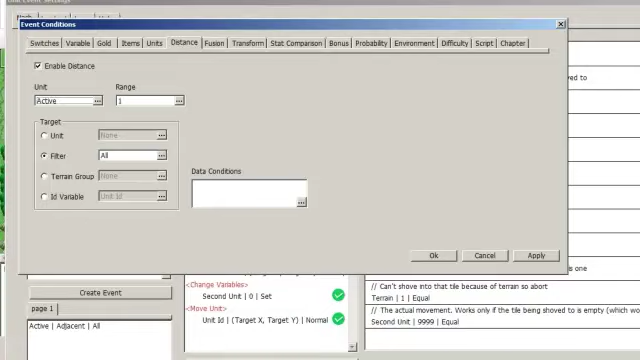 Event Conditions
Switches Variable Gold Items Units Distance Fusion Transform Stat Comparison Bonus Probability Environment Difficulty Script Chapter
Enable Distance
Unit Range
Active ... 1 ...
Target
Unit None ...
Filter All ...
Terrain Group None ...
Id Variable Unit Id ...
Data Conditions
...
Ok Cancel Apply
ved to
is one
Create Event
page 1
Active | Adjacent | All
<Change Variables>
Second Unit | 0 | Set
<Move Unit>
Unit Id | (Target X, Target Y) | Normal
// Can't shove into that tile because of terrain so abort
Terrain | 1 | Equal
// The actual movement. Works only if the tile being shoved to is empty (which wo
Second Unit | 9999 | Equal